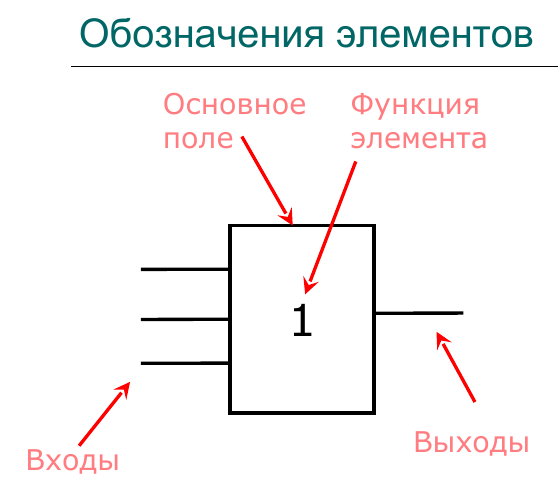 Обозначения элементов
Основное
поле
Функция
элемента
1
Входы
Выходы